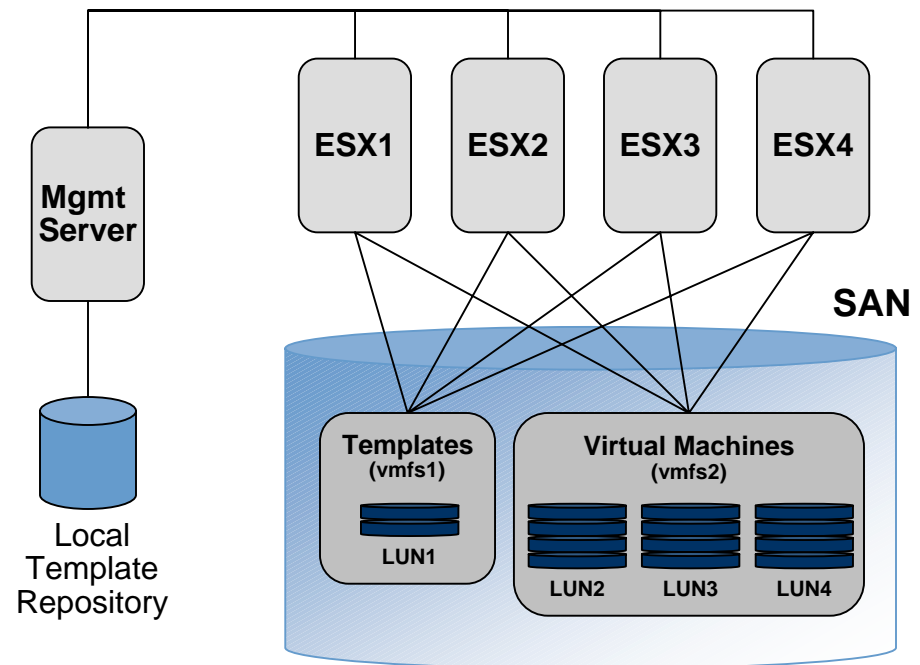 ESX1
ESX2
ESX3
ESX4
Mgmt
Server
SAN
Templates
(vmfs1)
LUN1
Virtual Machines
(vmfs2)
LUN2
LUN3
LUN4
Local
Template
Repository